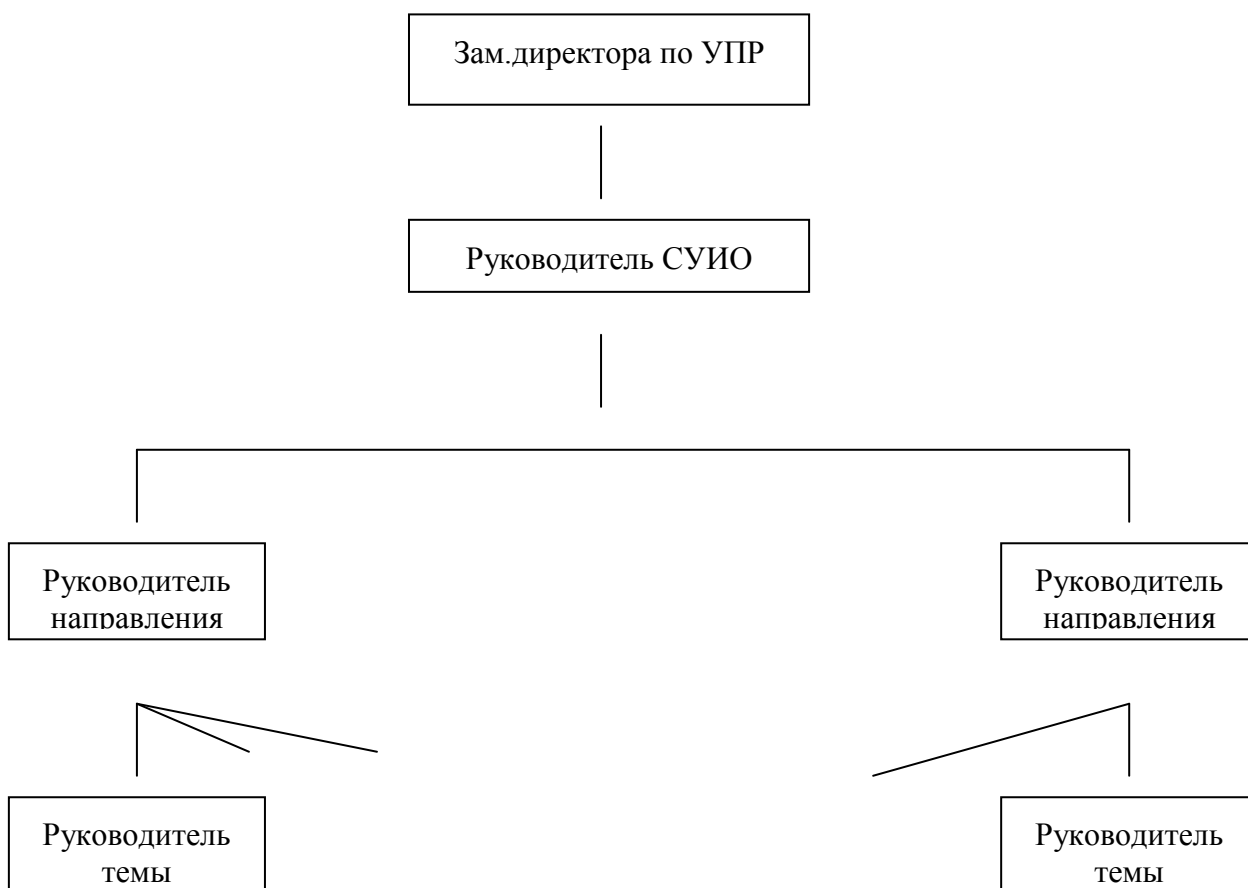 Зам.директора по УПР
Руководитель СУИО
Руководитель
направления
Руководитель
направления
Руководитель
темы
Руководитель
темы